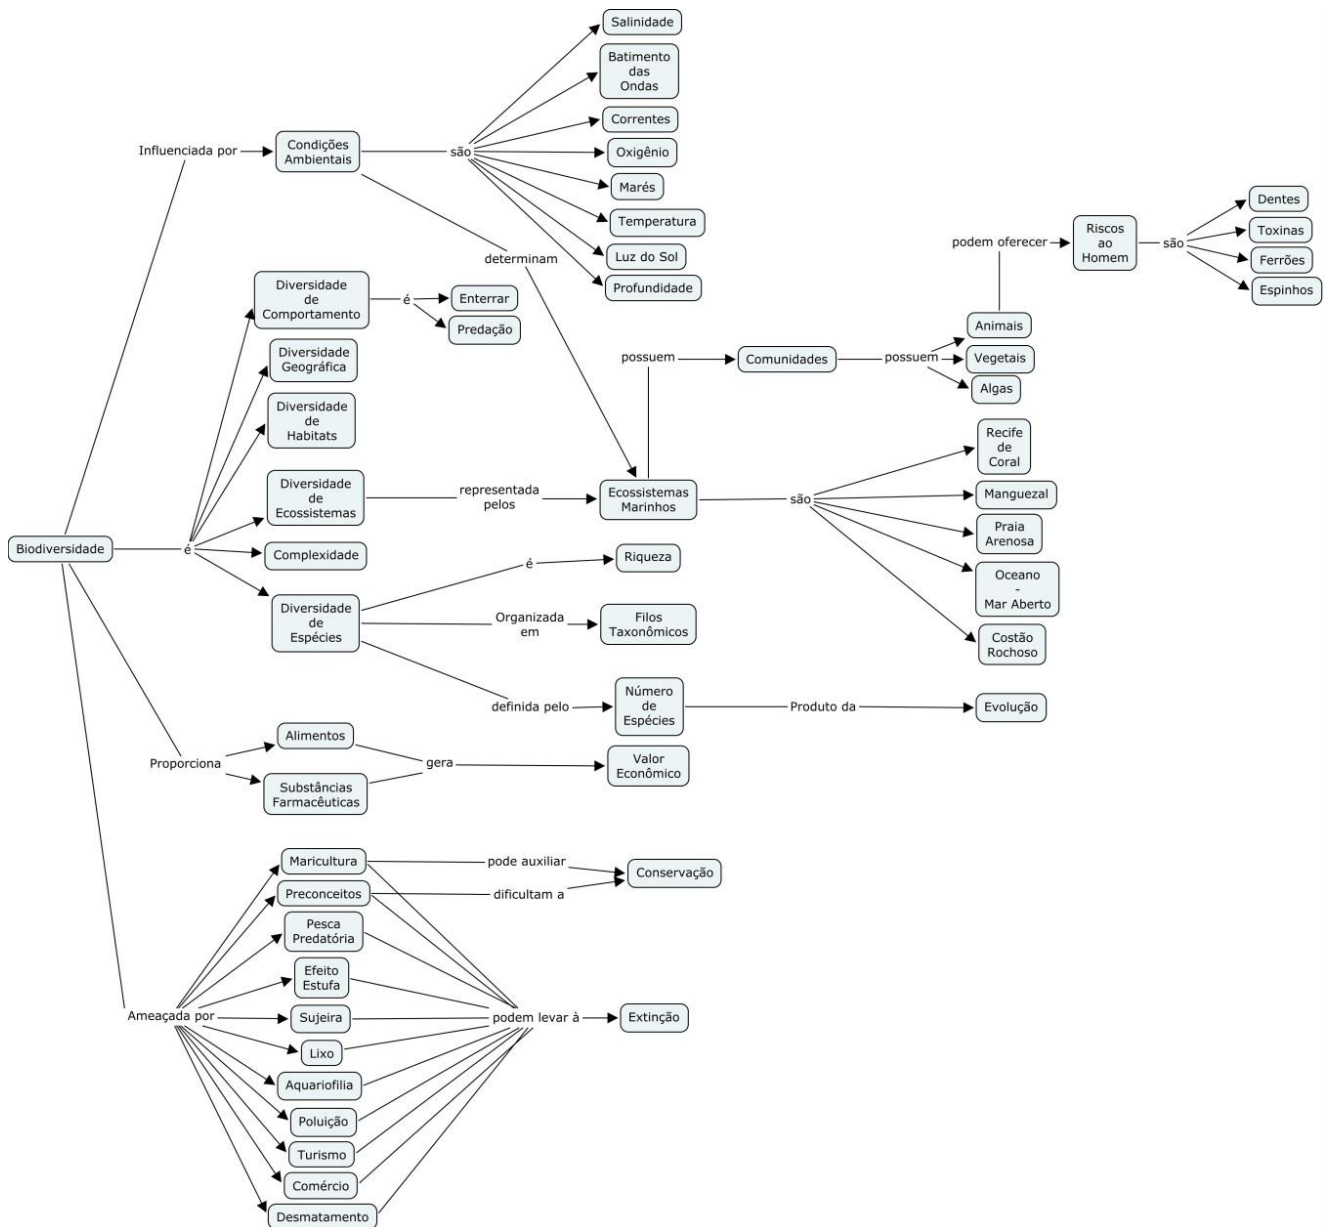 Salinidade
Batimento
das
Ondas
Correntes
Oxigênio
Marés
Temperatura
Luz do Sol
Profundidade
Influenciada por
Condições
Ambientais
são
determinam
Dentes
Toxinas
Ferrões
Espinhos
podem oferecer
Riscos
ao
Homem
são
Diversidade
de
Comportamento
é
Enterrar
Predação
Diversidade
Geográfica
Diversidade
de
Habitats
possuem
Comunidades
possuem
Animais
Vegetais
Algas
Diversidade
de
Ecossistemas
representada
pelos
Ecossistemas
Marinhos
são
Recife
de
Coral
Manguezal
Praia
Arenosa
Oceano
-
Mar Aberto
Costão
Rochoso
Biodiversidade
é
Complexidade
Diversidade
de
Espécies
é
Riqueza
Organizada
em
Filos
Taxonômicos
definida pelo
Número
de
Espécies
Produto da
Evolução
Proporciona
Alimentos
Substâncias
Farmacêuticas
gera
Valor
Econômico
Maricultura
pode auxiliar
Conservação
Preconceitos
dificultam a
Pesca
Predatória
Efeito
Estufa
Ameaçada por
Sujeira
podem levar à
Extinção
Lixo
Aquariofilia
Poluição
Turismo
Comércio
Desmatamento